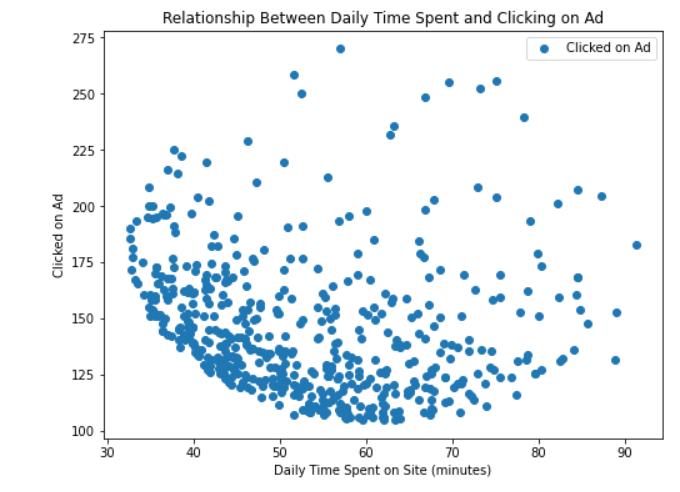 Relationship Between Daily Time Spent and Clicking on Ad
Clicked on Ad
275
250
225
200
175
150
125
100
Clicked on Ad
30 40 50 60 70 80 90
Daily Time Spent on Site (minutes)